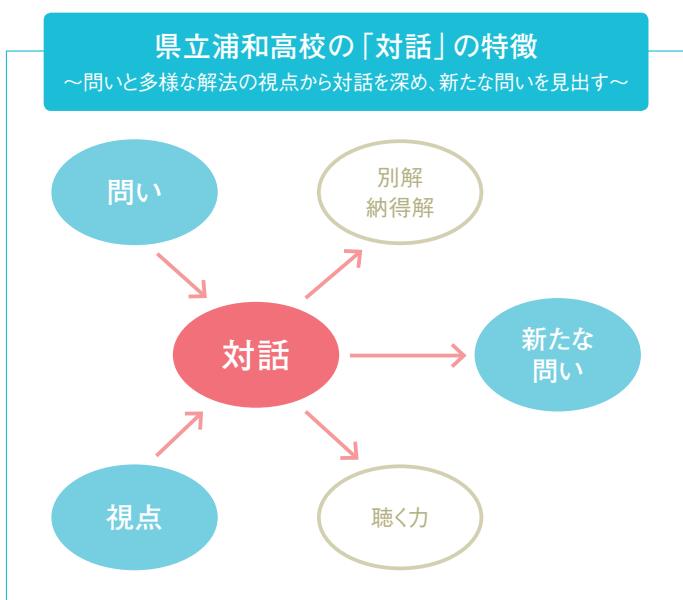 県立浦和高校の「対話」の特徴
〜問いと多様な解法の視点から対話を深め、新たな問いを見出す〜
問い
別解
納得解
対話
新たな
問い
視点
聴く力